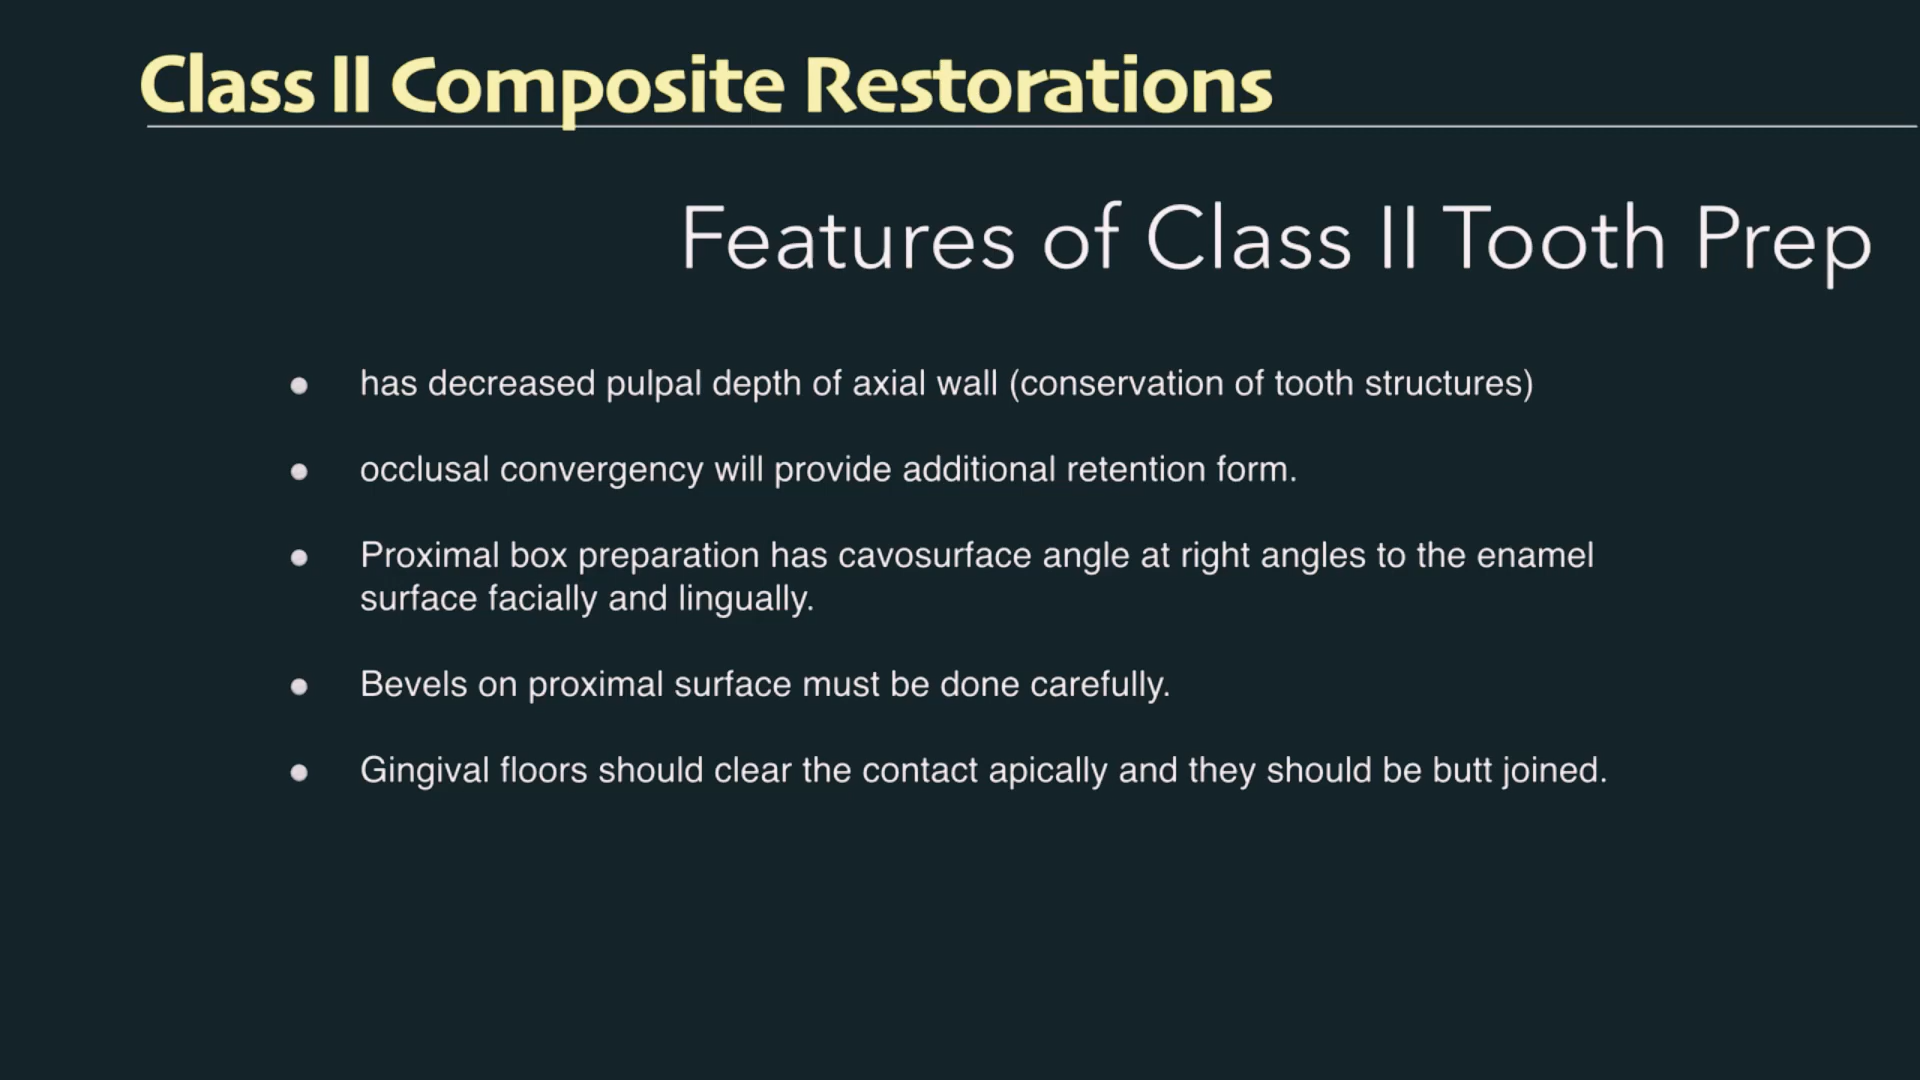 Class II Composite Restorations
Features of Class II Tooth Prep
● has decreased pulpal depth of axial wall (conservation of tooth structures)
● occlusal convergency will provide additional retention form.
● Proximal box preparation has cavosurface angle at right angles to the enamel
surface facially and lingually.
● Bevels on proximal surface must be done carefully.
● Gingival floors should clear the contact apically and they should be butt joined.